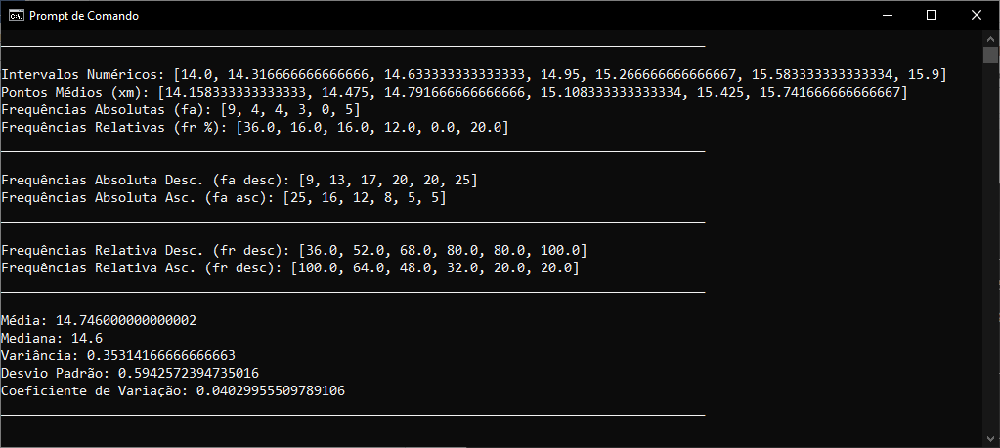 Prompt de Comando
Intervalos Numéricos: [14.0, 14.316666666666666, 14.633333333333333, 14.95, 15.266666666666667, 15.583333333333334, 15.9]
Pontos Médios (xm): [14.158333333333333, 14.475, 14.791666666666666, 15.108333333333334, 15.425, 15.741666666666667]
Frequências Absolutas (fa): [9, 4, 4, 3, 0, 5]
Frequências Relativas (fr %): [36.0, 16.0, 16.0, 12.0, 0.0, 20.0]
Frequências Absoluta Desc. (fa desc): [9, 13, 17, 20, 20, 25]
Frequências Absoluta Asc. (fa asc): [25, 16, 12, 8, 5, 5]
Frequências Relativa Desc. (fr desc): [36.0, 52.0, 68.0, 80.0, 80.0, 100.0]
Frequências Relativa Asc. (fr desc): [100.0, 64.0, 48.0, 32.0, 20.0, 20.0]
Média: 14.746000000000002
Mediana: 14.6
Variância: 0.35314166666666663
Desvio Padrão: 0.5942572394735016
Coeficiente de Variação: 0.04029955509789106